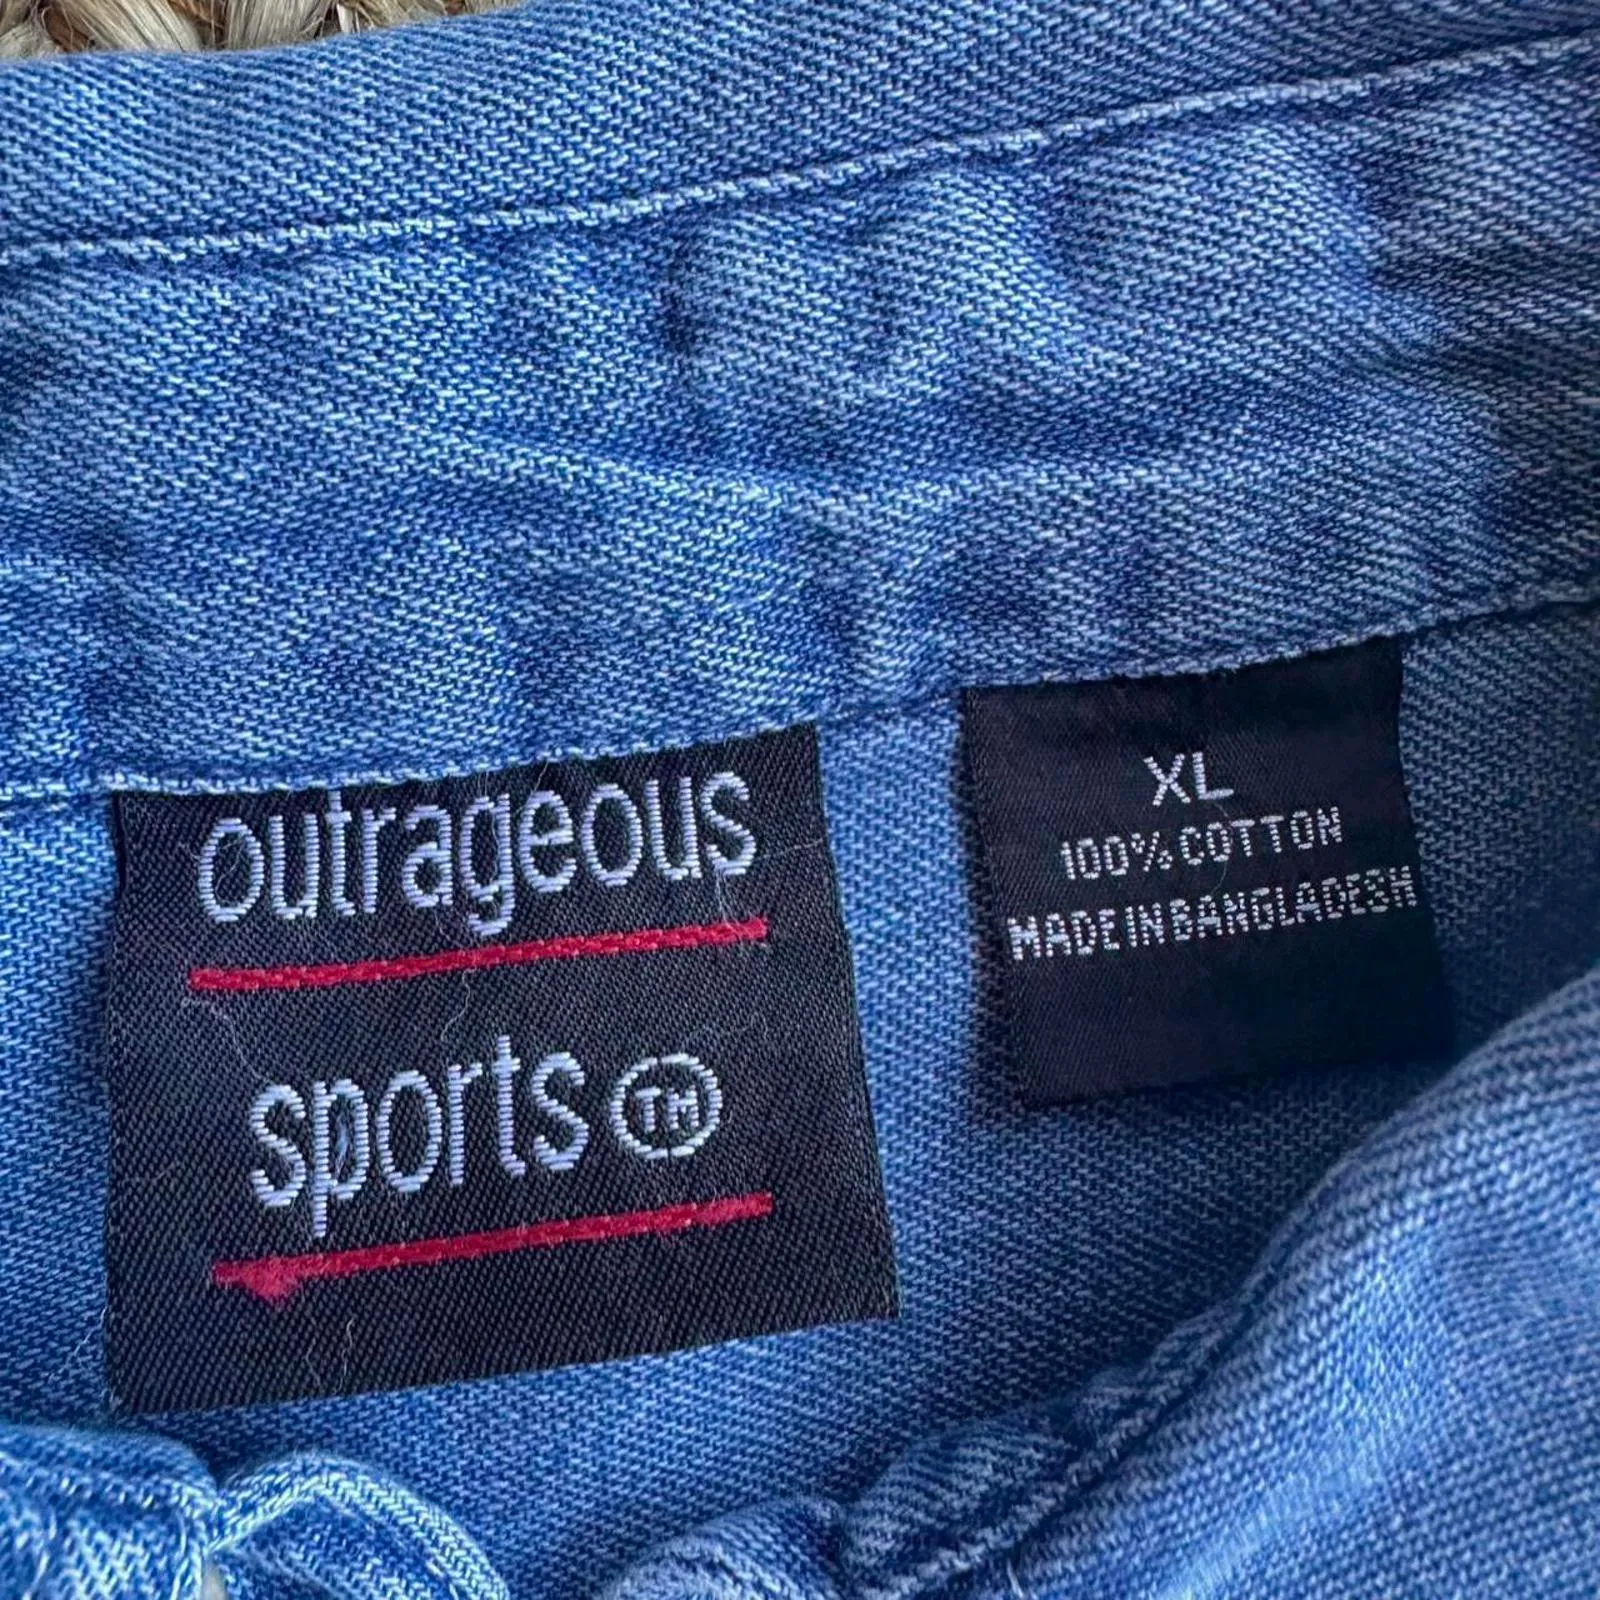 outrageous
sports ™
XL
100% COTTON
MADE IN BANGLADESH